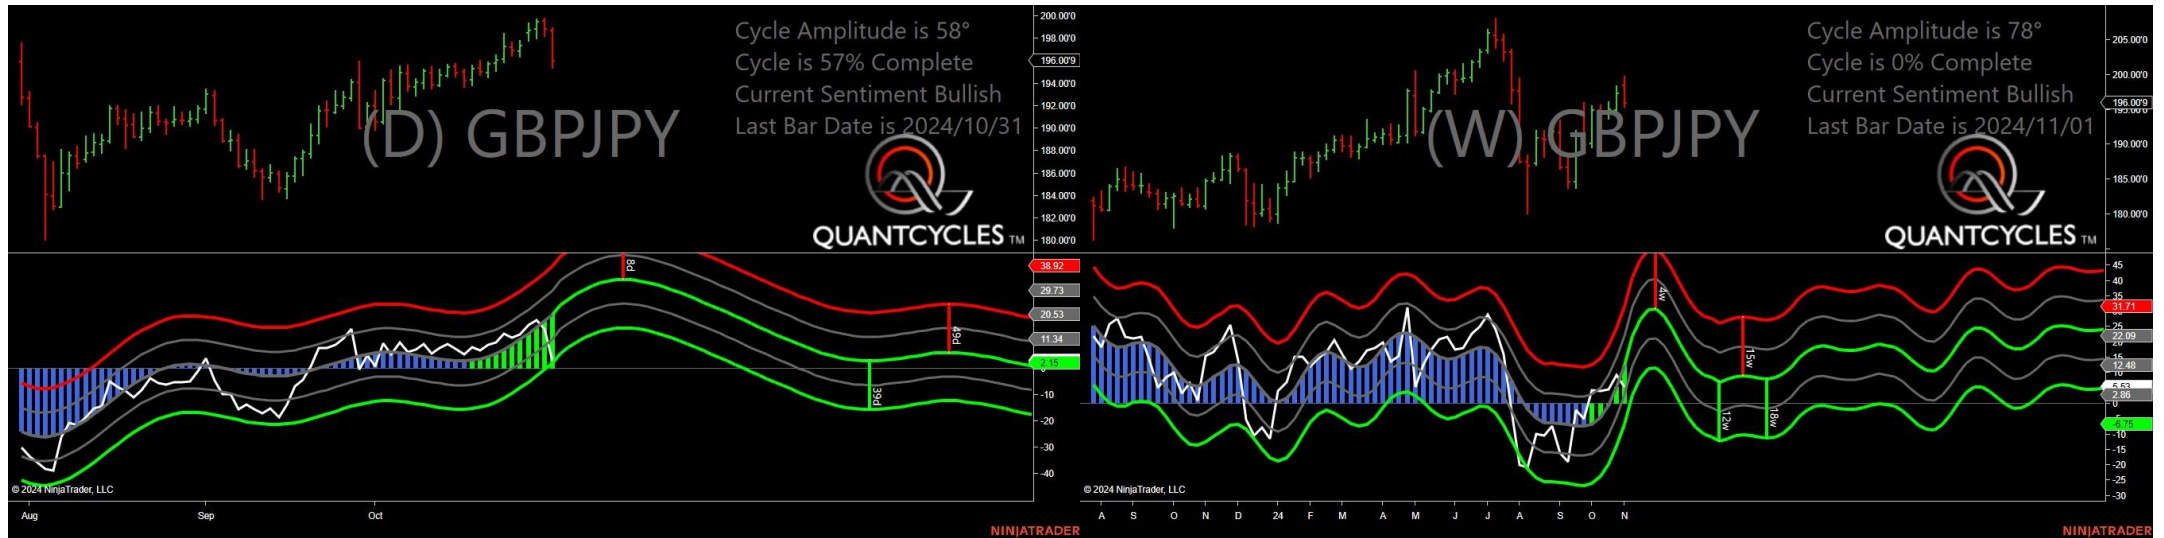 Cycle Amplitude is 58°
Cycle is 57% Complete
Current Sentiment Bullish
Last Bar Date is 2024/10/31
(D) GBPJPY
QUANTCYCLES TM
200.00'0
198.00'0
196.00'9
194.00'0
192.00'0
190.00'0
188.00'0
186.00'0
184.00'0
182.00'0
180.00'0
8d
49d
39d
38.92
29.73
20.53
11.34
2.15
-10
-20
-30
-40
© 2024 NinjaTrader, LLC
Aug Sep Oct
NINJATRADER
Cycle Amplitude is 78°
Cycle is 0% Complete
Current Sentiment Bullish
Last Bar Date is 2024/11/01
(W) GBPJPY
QUANTCYCLES TM
205.00'0
200.00'0
196.00'9
195.00'0
190.00'0
185.00'0
180.00'0
4w
15w
12w
18w
45
40
35
31.71
25
22.09
15
12.48
5.53
2.86
0
-6.75
-10
-15
-20
-25
-30
© 2024 NinjaTrader, LLC
A S O N D 24 F M A M J J A S O N
NINJATRADER